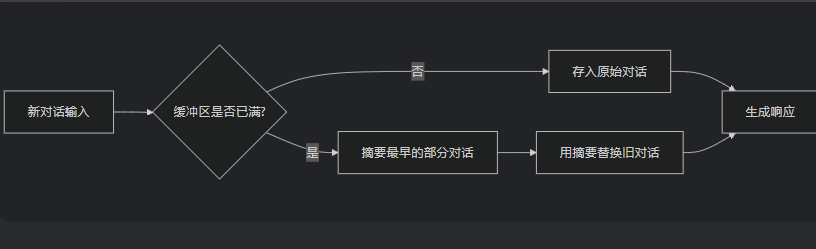 新对话输入
缓冲区是否已满?
否
存入原始对话
是
摘要最早的部分对话
用摘要替换旧对话
生成响应